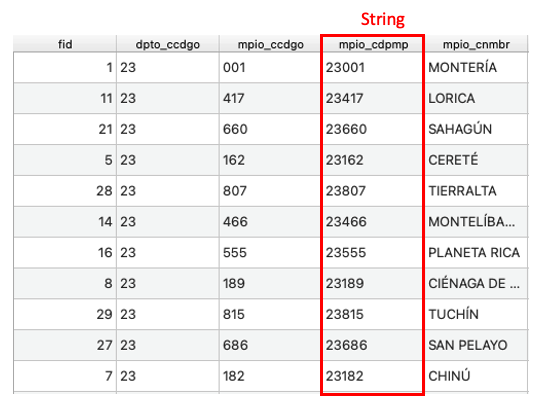 String
fid dpto_ccdgo mpio_ccdgo mpio_cdpmp mpio_cnmbr
1 23 001 23001 MONTERÍA
11 23 417 23417 LORICA
21 23 660 23660 SAHAGÚN
5 23 162 23162 CERETÉ
28 23 807 23807 TIERRALTA
14 23 466 23466 MONTELÍBA...
16 23 555 23555 PLANETA RICA
8 23 189 23189 CIÉNAGA DE ...
29 23 815 23815 TUCHÍN
27 23 686 23686 SAN PELAYO
7 23 182 23182 CHINÚ